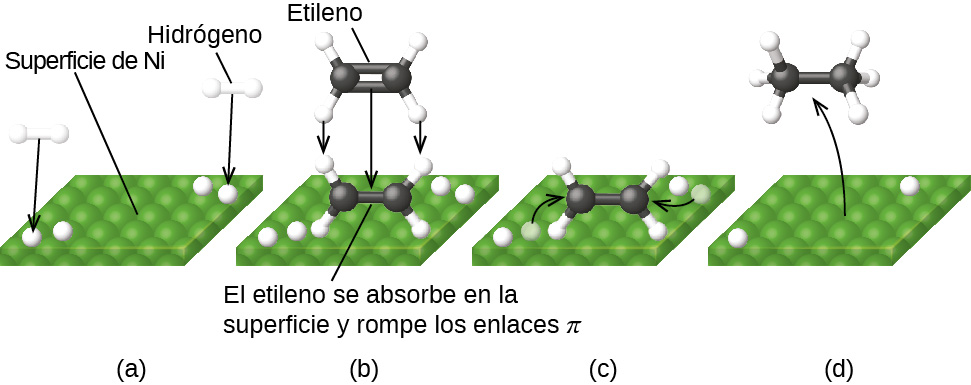 Etileno
Hidrógeno
Superficie de Ni
El etileno se absorbe en la
superficie y rompe los enlaces π
(a)
(b)
(c)
(d)